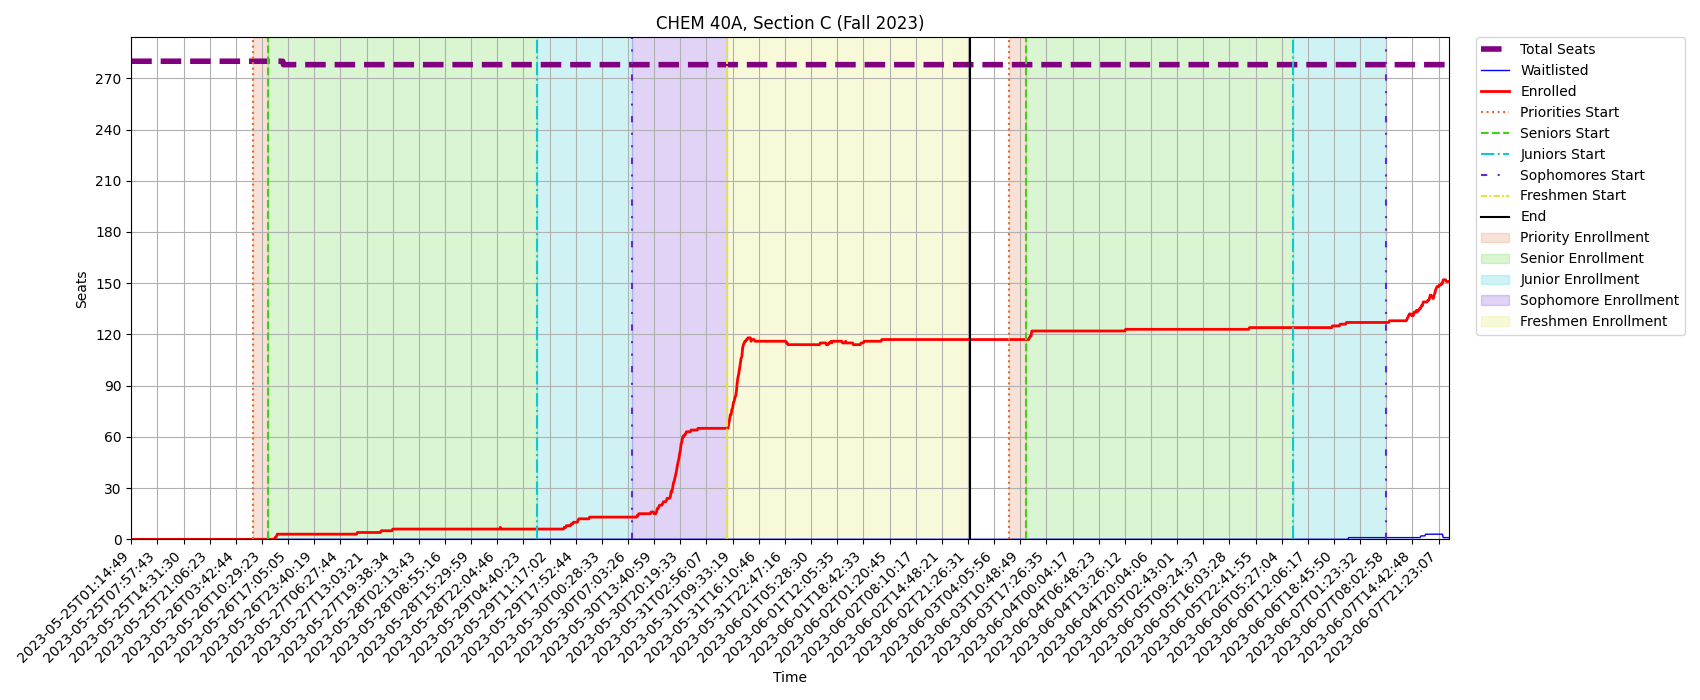 CHEM 40A, Section C (Fall 2023)
Seats
270
240
210
180
150
120
90
60
30
0
2023-05-25T01:14:49
2023-05-25T07:57:43
2023-05-25T14:31:30
2023-05-25T21:06:23
2023-05-26T03:42:44
2023-05-26T10:29:23
2023-05-26T17:05:05
2023-05-26T23:40:19
2023-05-27T06:27:44
2023-05-27T13:03:21
2023-05-27T19:38:34
2023-05-28T02:13:43
2023-05-28T08:55:16
2023-05-28T15:29:59
2023-05-28T22:04:46
2023-05-29T04:40:23
2023-05-29T11:17:02
2023-05-29T17:52:44
2023-05-30T00:28:33
2023-05-30T07:03:26
2023-05-30T13:40:59
2023-05-30T20:19:33
2023-05-31T02:56:07
2023-05-31T09:33:19
2023-05-31T16:10:46
2023-05-31T22:47:16
2023-06-01T05:28:30
2023-06-01T12:05:35
2023-06-01T18:42:33
2023-06-02T01:20:45
2023-06-02T08:10:17
2023-06-02T14:48:21
2023-06-02T21:26:31
2023-06-03T04:05:56
2023-06-03T10:48:49
2023-06-03T17:26:35
2023-06-04T00:04:17
2023-06-04T06:48:23
2023-06-04T13:26:12
2023-06-04T20:04:06
2023-06-05T02:43:01
2023-06-05T09:24:37
2023-06-05T16:03:28
2023-06-05T22:41:55
2023-06-06T05:27:04
2023-06-06T12:06:17
2023-06-06T18:45:50
2023-06-07T01:23:32
2023-06-07T08:02:58
2023-06-07T14:42:48
2023-06-07T21:23:07
Time
Total Seats
Waitlisted
Enrolled
Priorities Start
Seniors Start
Juniors Start
Sophomores Start
Freshmen Start
End
Priority Enrollment
Senior Enrollment
Junior Enrollment
Sophomore Enrollment
Freshmen Enrollment